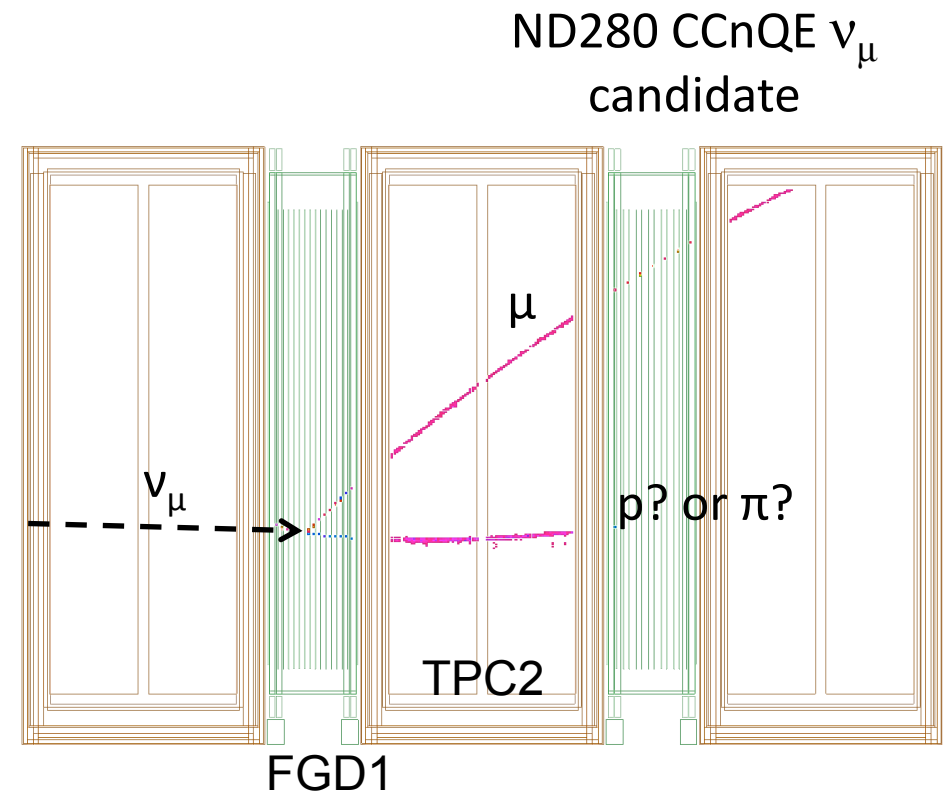 ND280 CCnQE νμ
candidate
μ
νμ
p? or π?
TPC2
FGD1